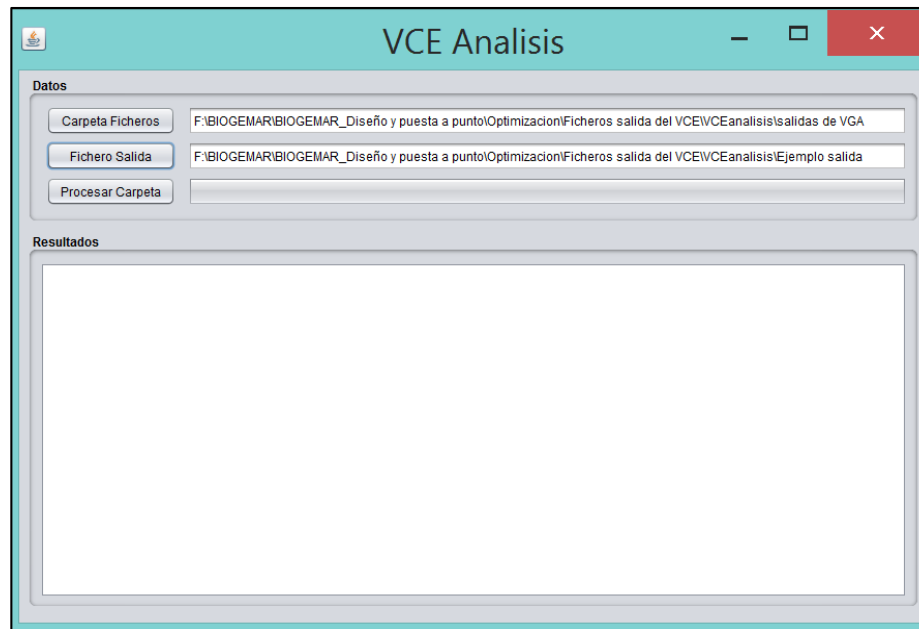 VCE Analisis
Datos
Carpeta Ficheros F:\BIOGEMAR\BIOGEMAR_Diseño y puesta a punto\Optimizacion\Ficheros salida del VCE\VCEanalisis\salidas de VGA
Fichero Salida F:\BIOGEMAR\BIOGEMAR_Diseño y puesta a punto\Optimizacion\Ficheros salida del VCE\VCEanalisis\Ejemplo salida
Procesar Carpeta
Resultados